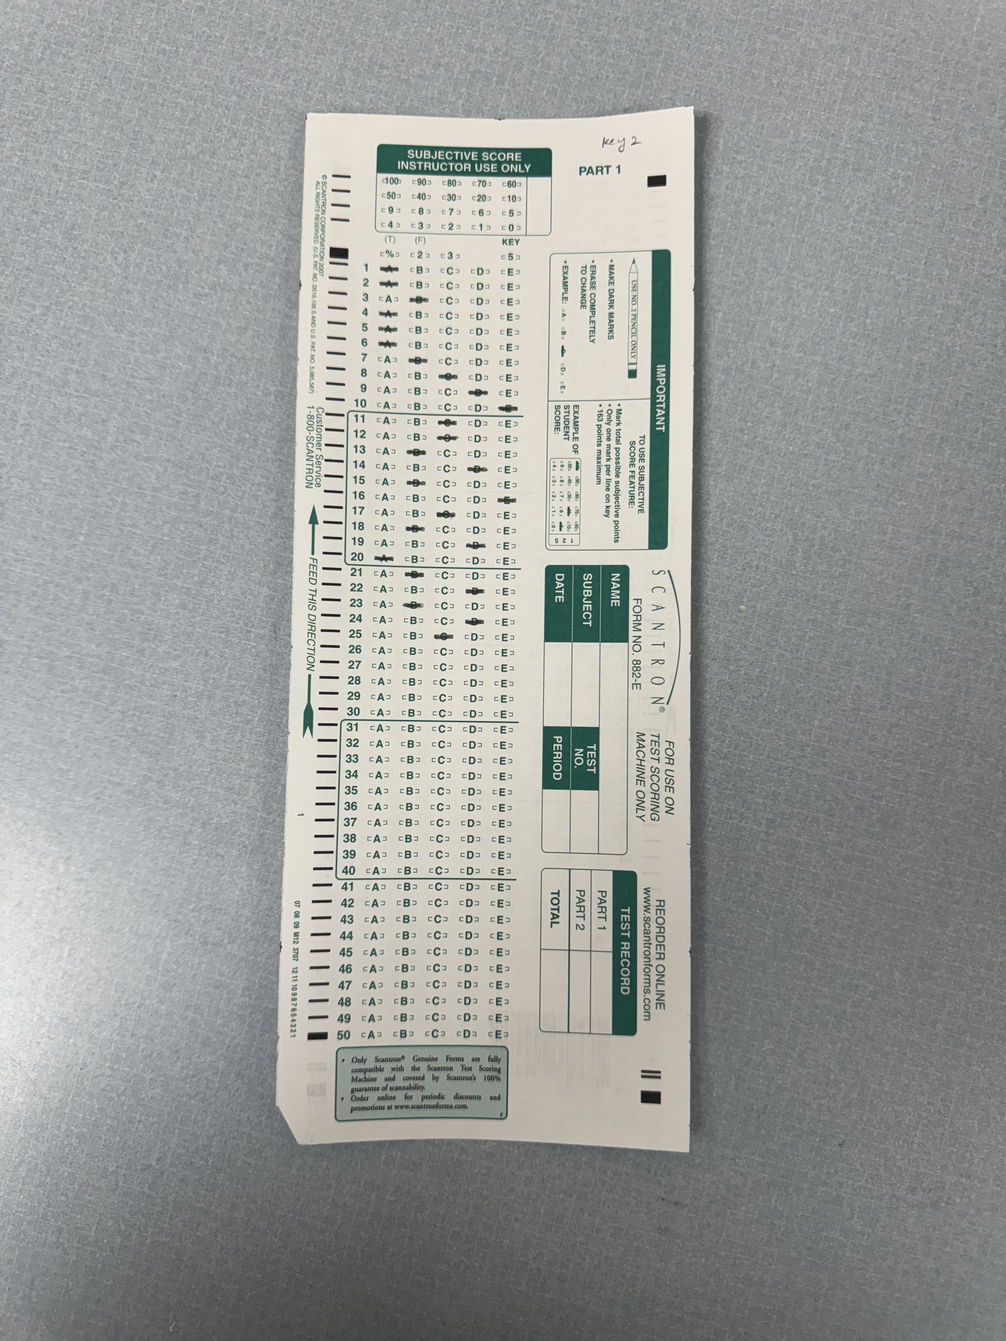 key 2
PART 1
SUBJECTIVE SCORE
INSTRUCTOR USE ONLY
100 90 80 70 60
50 40 30 20 10
9 8 7 6 5
4 3 2 1 0
(T) (F) KEY
% 2 3 5
1 B C D E
2 B C D E
3 A C D E
4 B C D E
5 B C D E
6 B C D E
7 A C D E
8 A B D E
9 A B C E
10 A B C D
11 A B D E
12 A B D E
13 A C D E
14 A B C E
15 A C D E
16 A B C D
17 A B D E
18 A C D E
19 A B C E
20 B C D E
21 A C D E
22 A B C E
23 A C D E
24 A B C E
25 A B D E
26 A B C D E
27 A B C D E
28 A B C D E
29 A B C D E
30 A B C D E
31 A B C D E
32 A B C D E
33 A B C D E
34 A B C D E
35 A B C D E
36 A B C D E
37 A B C D E
38 A B C D E
39 A B C D E
40 A B C D E
41 A B C D E
42 A B C D E
43 A B C D E
44 A B C D E
45 A B C D E
46 A B C D E
47 A B C D E
48 A B C D E
49 A B C D E
50 A B C D E
• Only Scantron® Genuine Forms are fully
compatible with the Scantron Test Scoring
Machine and covered by Scantron's 100%
guarantee of scannability.
• Order online for periodic discounts and
promotions at www.scantronforms.com.
IMPORTANT
USE NO. 2 PENCIL ONLY
• MAKE DARK MARKS
• ERASE COMPLETELY
TO CHANGE
• EXAMPLE: A B D E
TO USE SUBJECTIVE
SCORE FEATURE:
• Mark total possible subjective points
• Only one mark per line on key
• 163 points maximum
EXAMPLE OF
STUDENT
SCORE:
SCANTRON®
FORM NO. 882-E
FOR USE ON
TEST SCORING
MACHINE ONLY
REORDER ONLINE
www.scantronforms.com
NAME
SUBJECT
DATE
TEST
NO.
PERIOD
TEST RECORD
PART 1
PART 2
TOTAL
© SCANTRON CORPORATION 2007
ALL RIGHTS RESERVED.
Customer Service
1-800-SCANTRON
FEED THIS DIRECTION
1
07 08 09 M12 3707 12 11 10 9 8 7 6 5 4 3 2 1